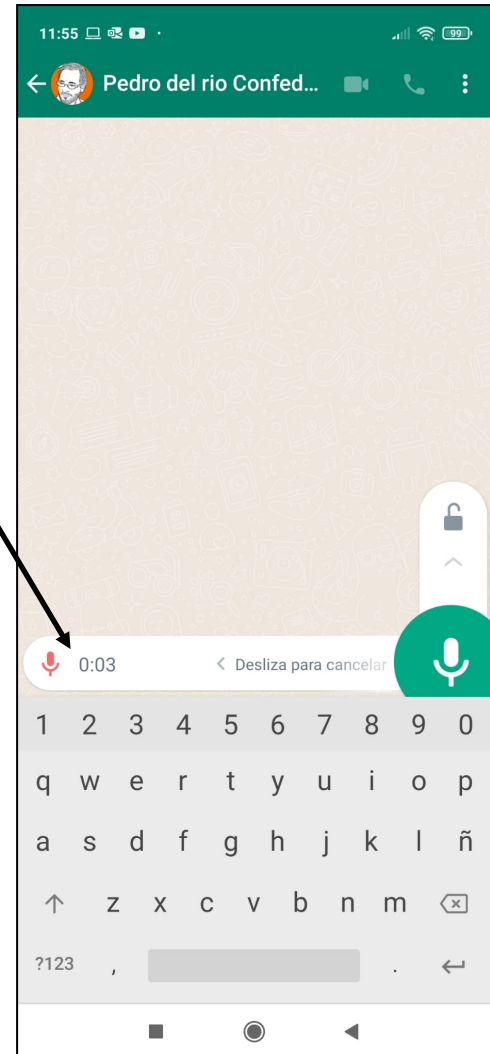 11:55
99
Pedro del rio Confed...
0:03 < Desliza para cancelar
1 2 3 4 5 6 7 8 9 0
q w e r t y u i o p
a s d f g h j k l ñ
z x c v b n m
?123 , .